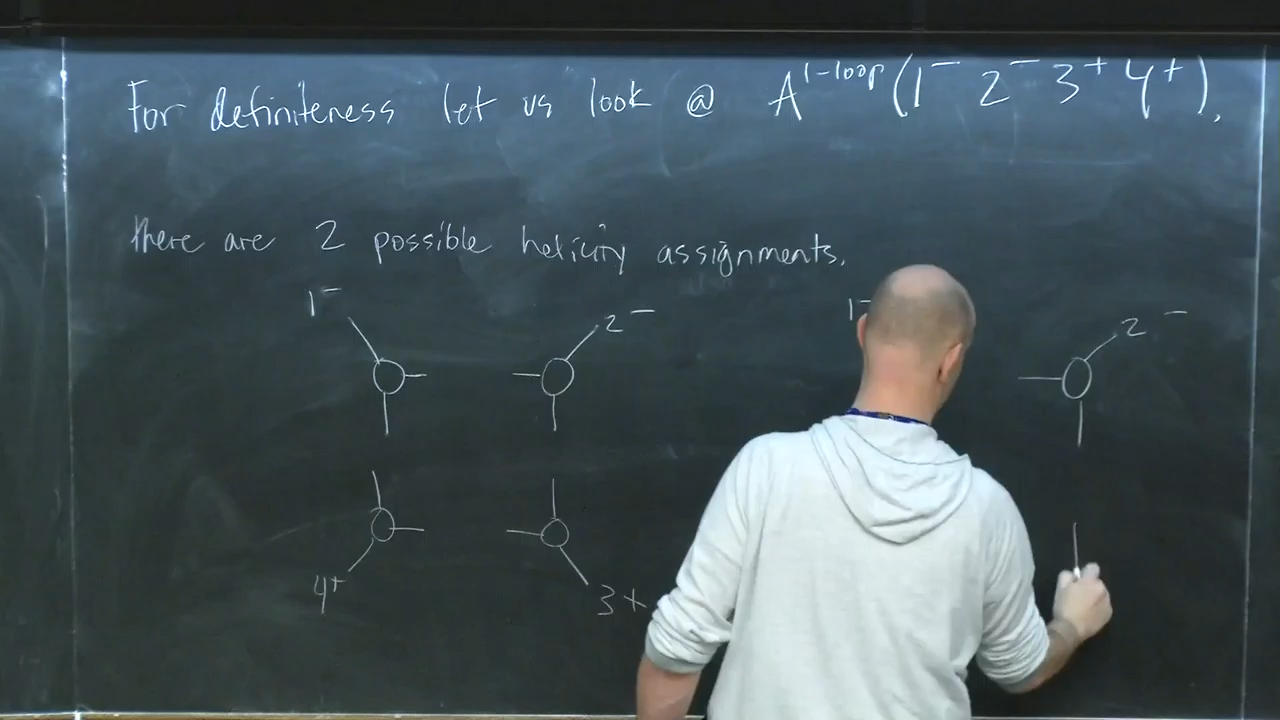 For definiteness let us look @ A^{1-loop}(1^- 2^- 3^+ 4^+).
there are 2 possible helicity assignments.
1^- 2^- 1^- 2^-
4^+ 3^+